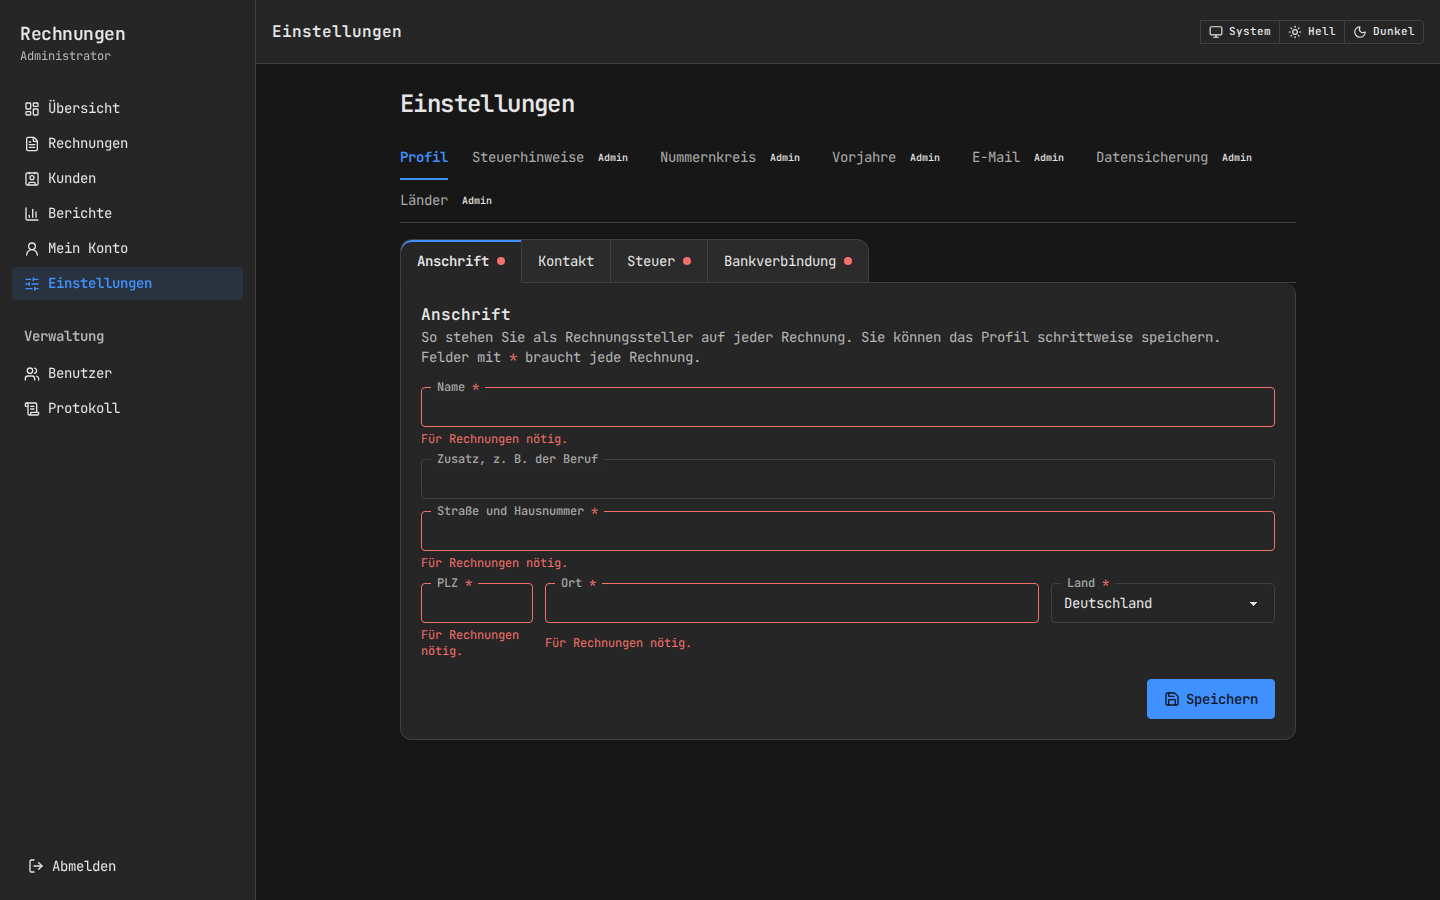 Rechnungen
Administrator
Übersicht
Rechnungen
Kunden
Berichte
Mein Konto
Einstellungen
Verwaltung
Benutzer
Protokoll
Abmelden
Einstellungen
System Hell Dunkel
Einstellungen
Profil Steuerhinweise Admin Nummernkreis Admin Vorjahre Admin E-Mail Admin Datensicherung Admin
Länder Admin
Anschrift Kontakt Steuer Bankverbindung
Anschrift
So stehen Sie als Rechnungssteller auf jeder Rechnung. Sie können das Profil schrittweise speichern.
Felder mit * braucht jede Rechnung.
Name *
Für Rechnungen nötig.
Zusatz, z. B. der Beruf
Straße und Hausnummer *
Für Rechnungen nötig.
PLZ * Ort * Land *
Deutschland
Für Rechnungen
nötig.
Für Rechnungen nötig.
Speichern